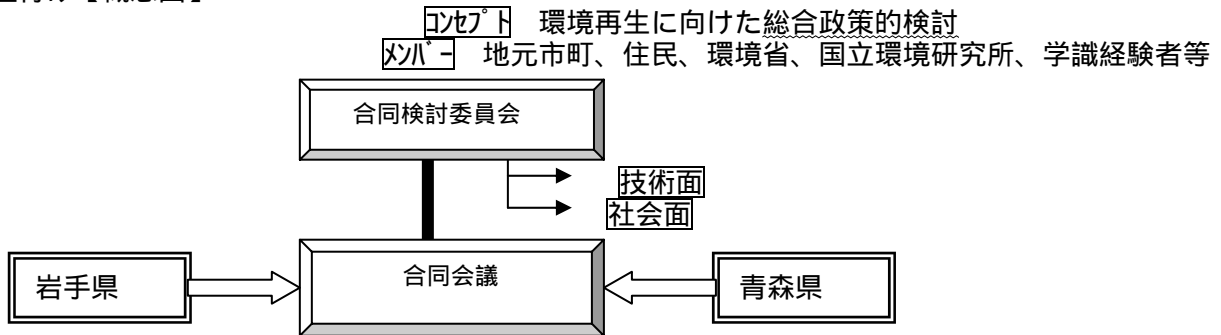 コンセプト 環境再生に向けた総合政策的検討
メンバー 地元市町、住民、環境省、国立環境研究所、学識経験者等
合同検討委員会
技術面
社会面
岩手県
合同会議
青森県